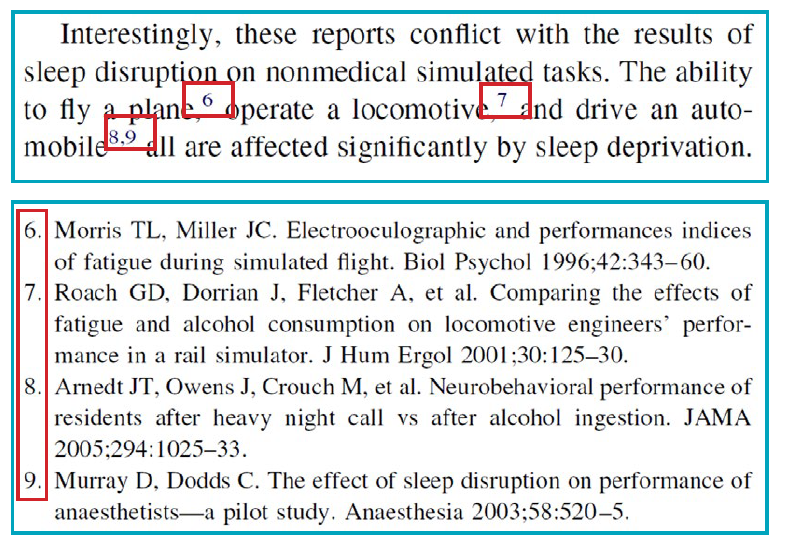 Interestingly, these reports conflict with the results of
sleep disruption on nonmedical simulated tasks. The ability
to fly a plane,6 operate a locomotive,7 and drive an auto-
mobile8,9 all are affected significantly by sleep deprivation.
6. Morris TL, Miller JC. Electrooculographic and performances indices
of fatigue during simulated flight. Biol Psychol 1996;42:343–60.
7. Roach GD, Dorrian J, Fletcher A, et al. Comparing the effects of
fatigue and alcohol consumption on locomotive engineers’ perfor-
mance in a rail simulator. J Hum Ergol 2001;30:125–30.
8. Arnedt JT, Owens J, Crouch M, et al. Neurobehavioral performance of
residents after heavy night call vs after alcohol ingestion. JAMA
2005;294:1025–33.
9. Murray D, Dodds C. The effect of sleep disruption on performance of
anaesthetists—a pilot study. Anaesthesia 2003;58:520–5.